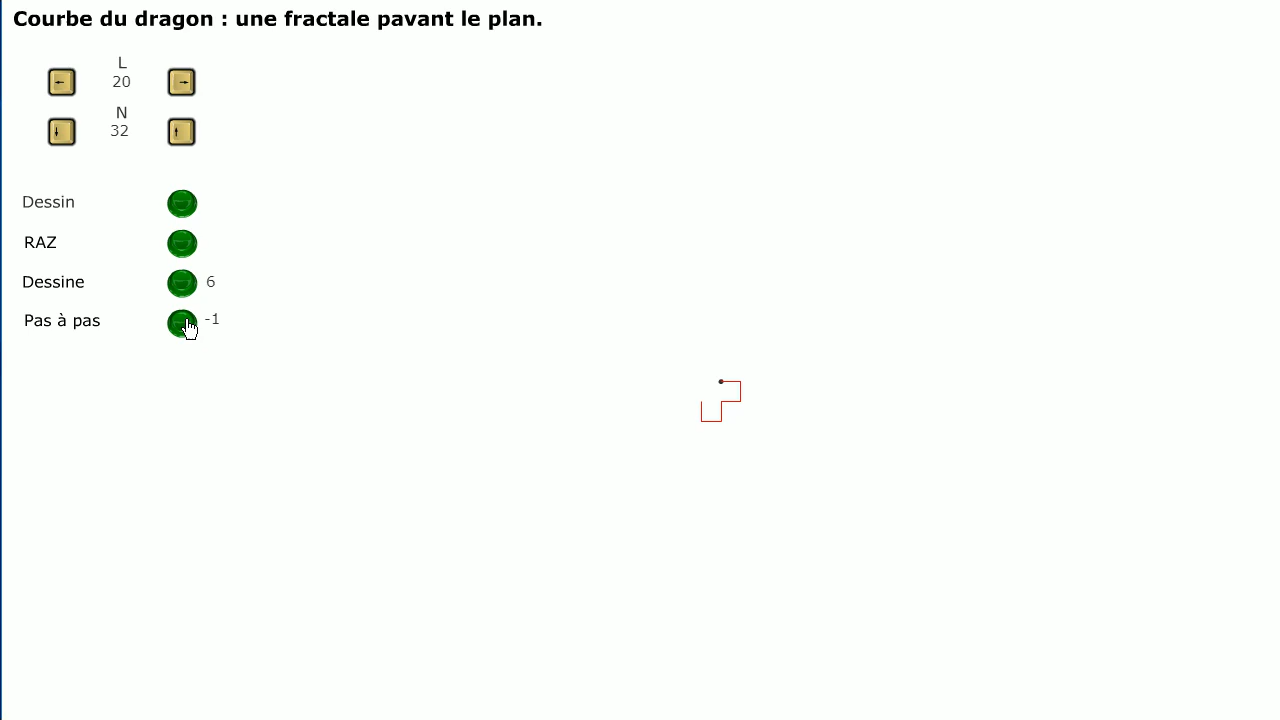 Courbe du dragon : une fractale pavant le plan.
L
20
N
32
Dessin
RAZ
Dessine 6
Pas à pas -1